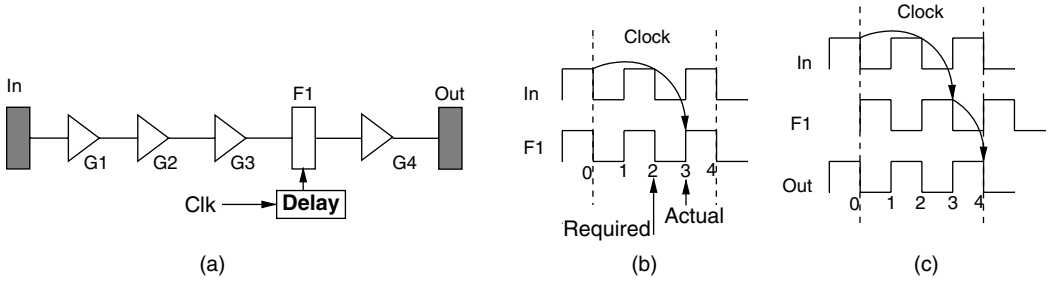 In
F1
Out
G1
G2
G3
G4
Clk
Delay
(a)
Clock
In
F1
0
1
2
3
4
Required
Actual
(b)
Clock
In
F1
Out
0
1
2
3
4
(c)